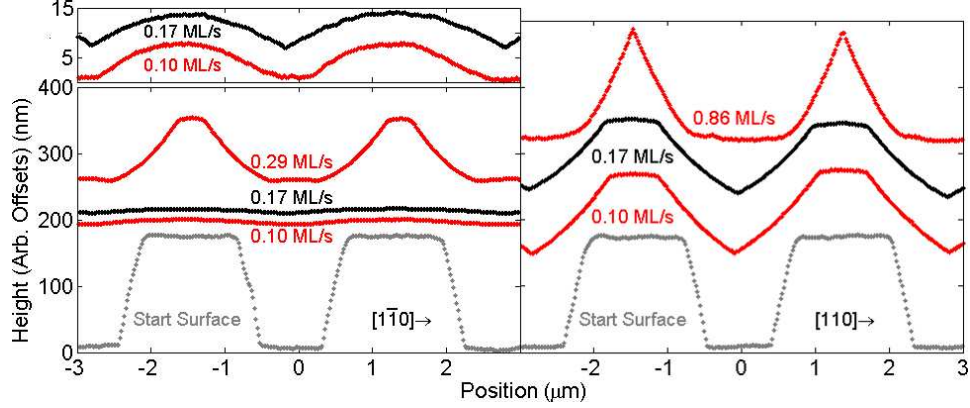 15
0.17 ML/s
5
0.10 ML/s
400
0.29 ML/s
300
0.17 ML/s
200
0.10 ML/s
100
Start Surface
[11̄0]→
0
-3
-2
-1
0
1
2
Height (Arb. Offsets) (nm)
0.86 ML/s
0.17 ML/s
0.10 ML/s
Start Surface
[110]→
-2
-1
0
1
2
3
Position (μm)